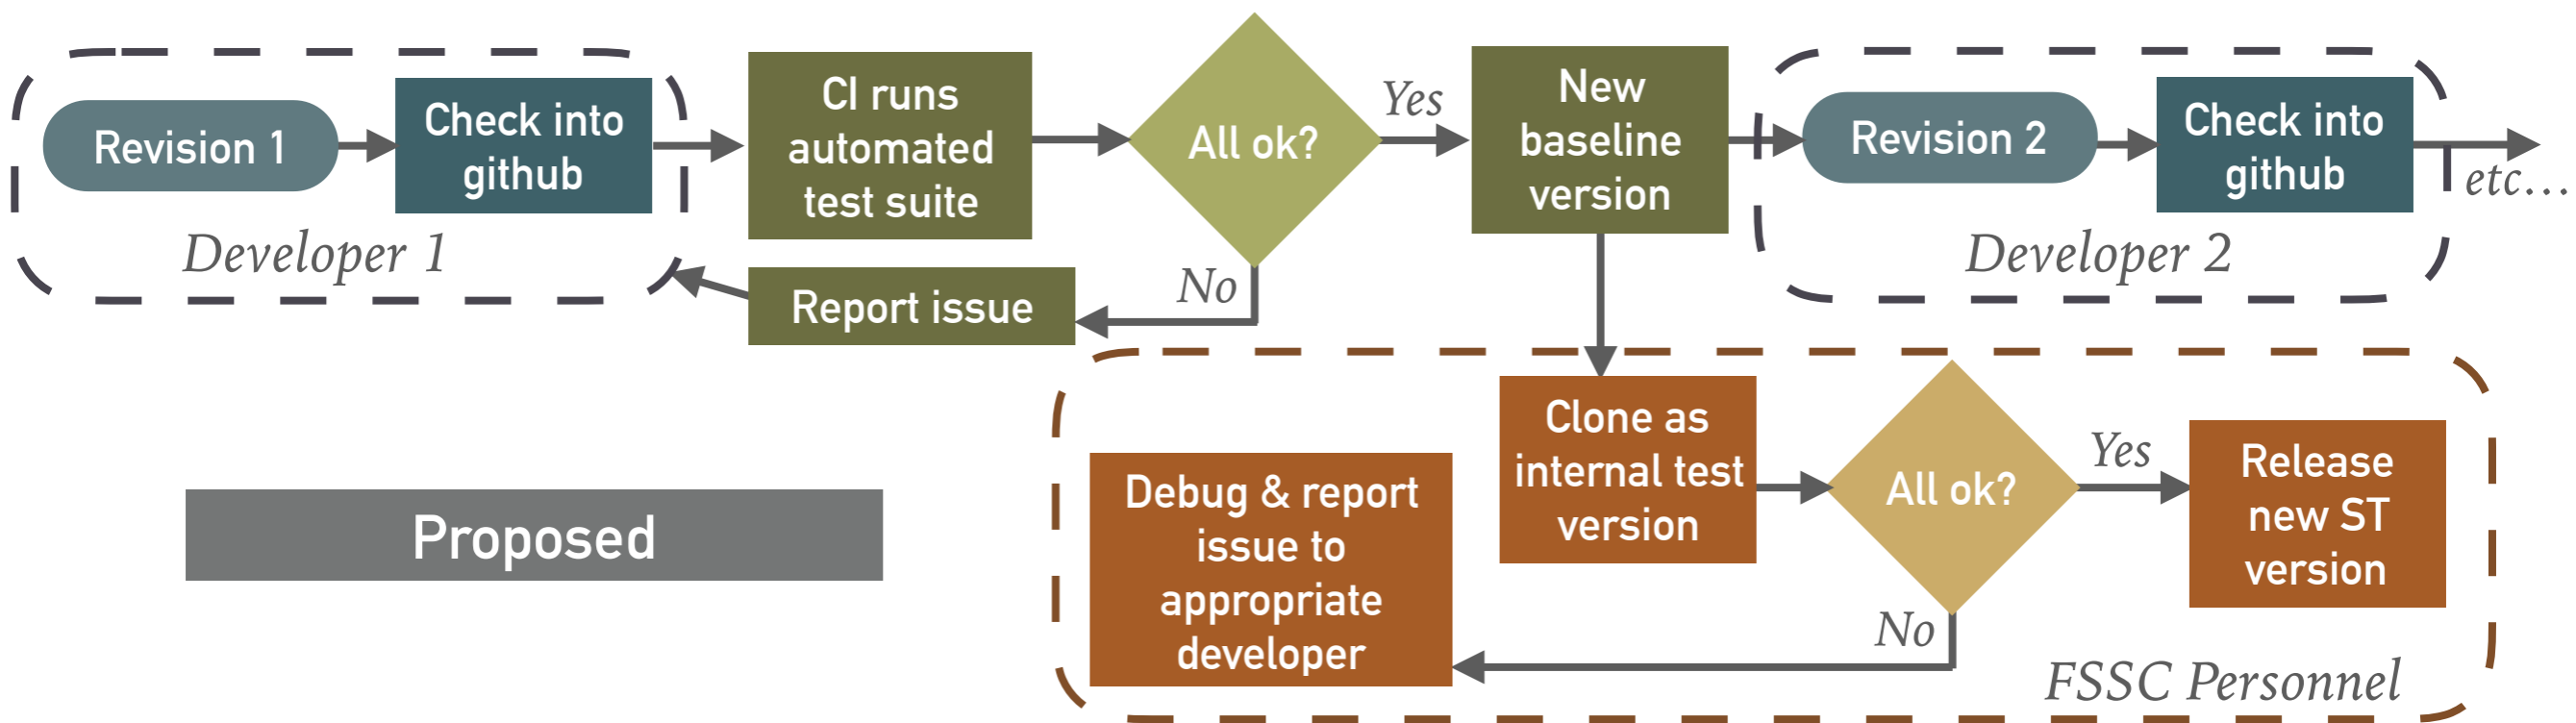 Revision 1
Check into
github
Developer 1
CI runs
automated
test suite
All ok?
Yes
No
Report issue
New
baseline
version
Revision 2
Check into
github
etc...
Developer 2
Proposed
Clone as
internal test
version
All ok?
Yes
No
Release
new ST
version
Debug & report
issue to
appropriate
developer
FSSC Personnel